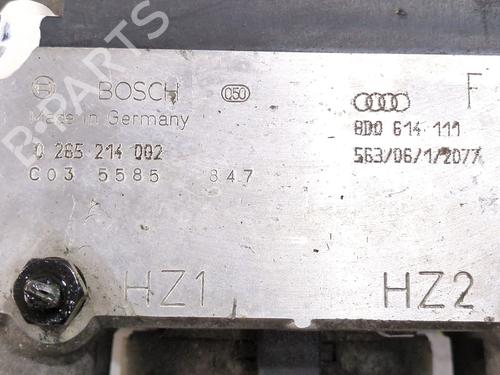 B-PARTS
BOSCH 050 F
Made in Germany 8D0 614 111
0 265 214 002 563/06/1/2077
C03 5585 847
HZ1 HZ2